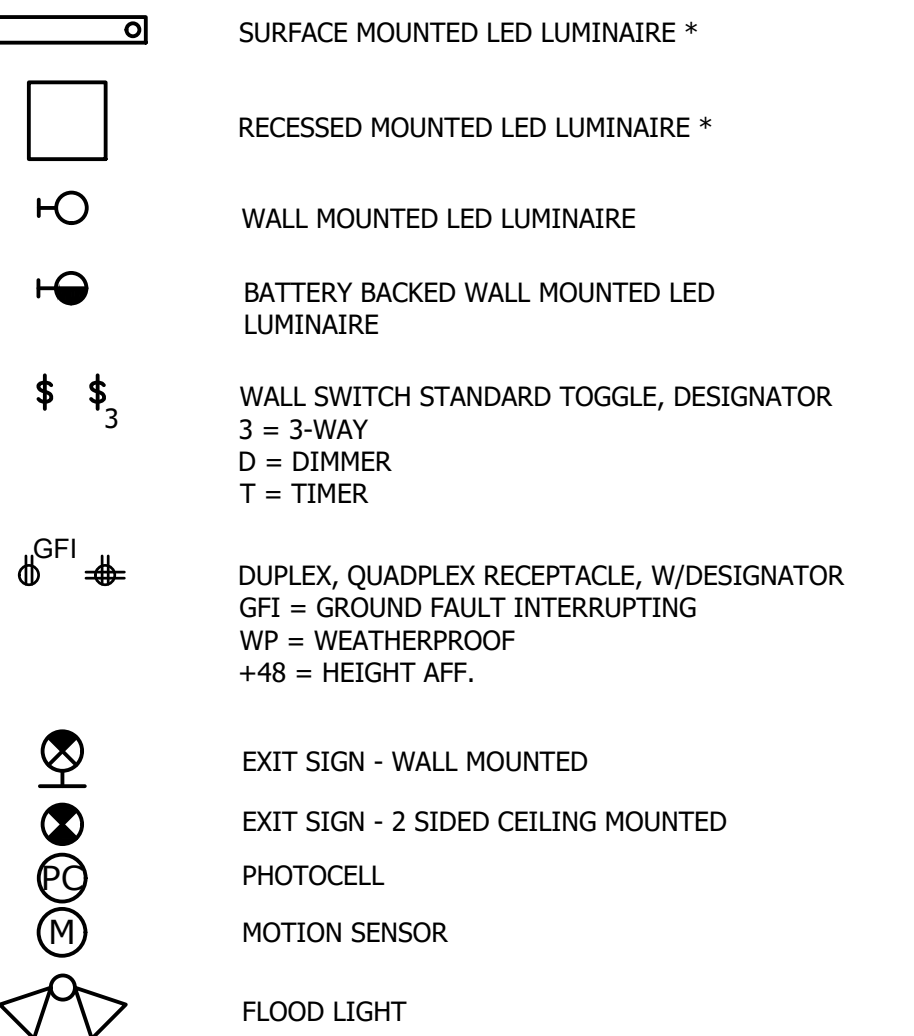 SURFACE MOUNTED LED LUMINAIRE *
RECESSED MOUNTED LED LUMINAIRE *
WALL MOUNTED LED LUMINAIRE
BATTERY BACKED WALL MOUNTED LED
LUMINAIRE
$ $3 WALL SWITCH STANDARD TOGGLE, DESIGNATOR
3 = 3-WAY
D = DIMMER
T = TIMER
GFI
DUPLEX, QUADPLEX RECEPTACLE, W/DESIGNATOR
GFI = GROUND FAULT INTERRUPTING
WP = WEATHERPROOF
+48 = HEIGHT AFF.
EXIT SIGN - WALL MOUNTED
EXIT SIGN - 2 SIDED CEILING MOUNTED
PC PHOTOCELL
M MOTION SENSOR
FLOOD LIGHT